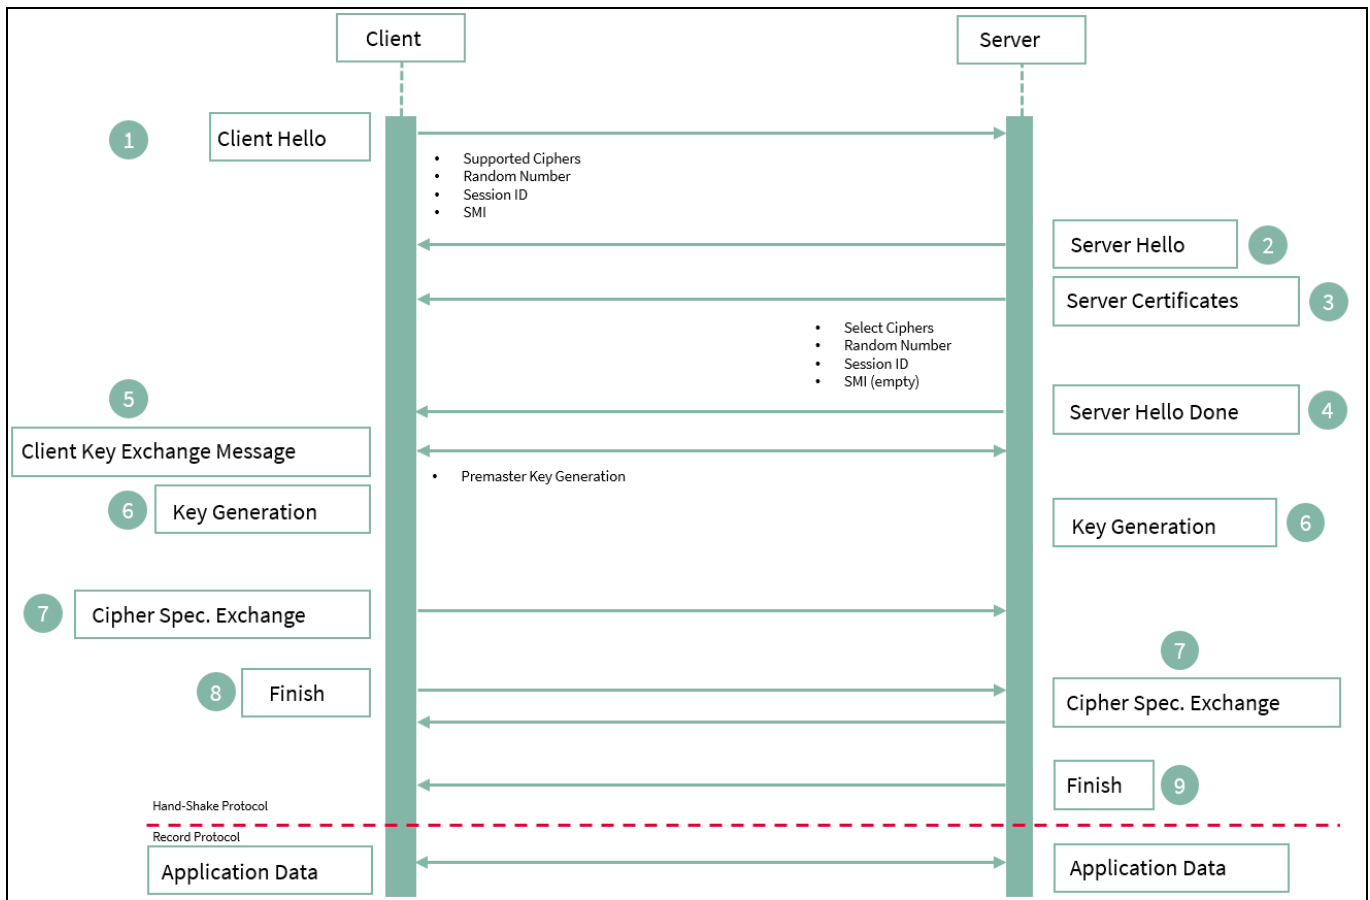 Client
Server
1
Client Hello
• Supported Ciphers
• Random Number
• Session ID
• SMI
Server Hello
2
Server Certificates
3
• Select Ciphers
• Random Number
• Session ID
• SMI (empty)
5
Server Hello Done
4
Client Key Exchange Message
• Premaster Key Generation
6
Key Generation
Key Generation
6
7
Cipher Spec. Exchange
7
8
Finish
Cipher Spec. Exchange
Finish
9
Hand-Shake Protocol
Record Protocol
Application Data
Application Data